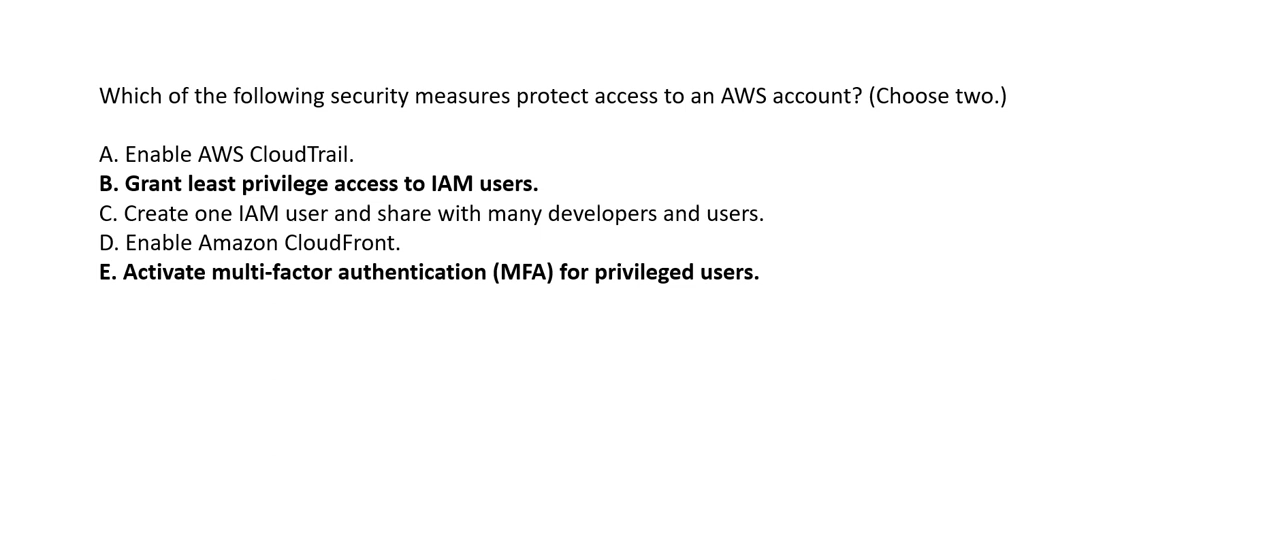 Which of the following security measures protect access to an AWS account? (Choose two.)
A. Enable AWS CloudTrail.
B. Grant least privilege access to IAM users.
C. Create one IAM user and share with many developers and users.
D. Enable Amazon CloudFront.
E. Activate multi-factor authentication (MFA) for privileged users.